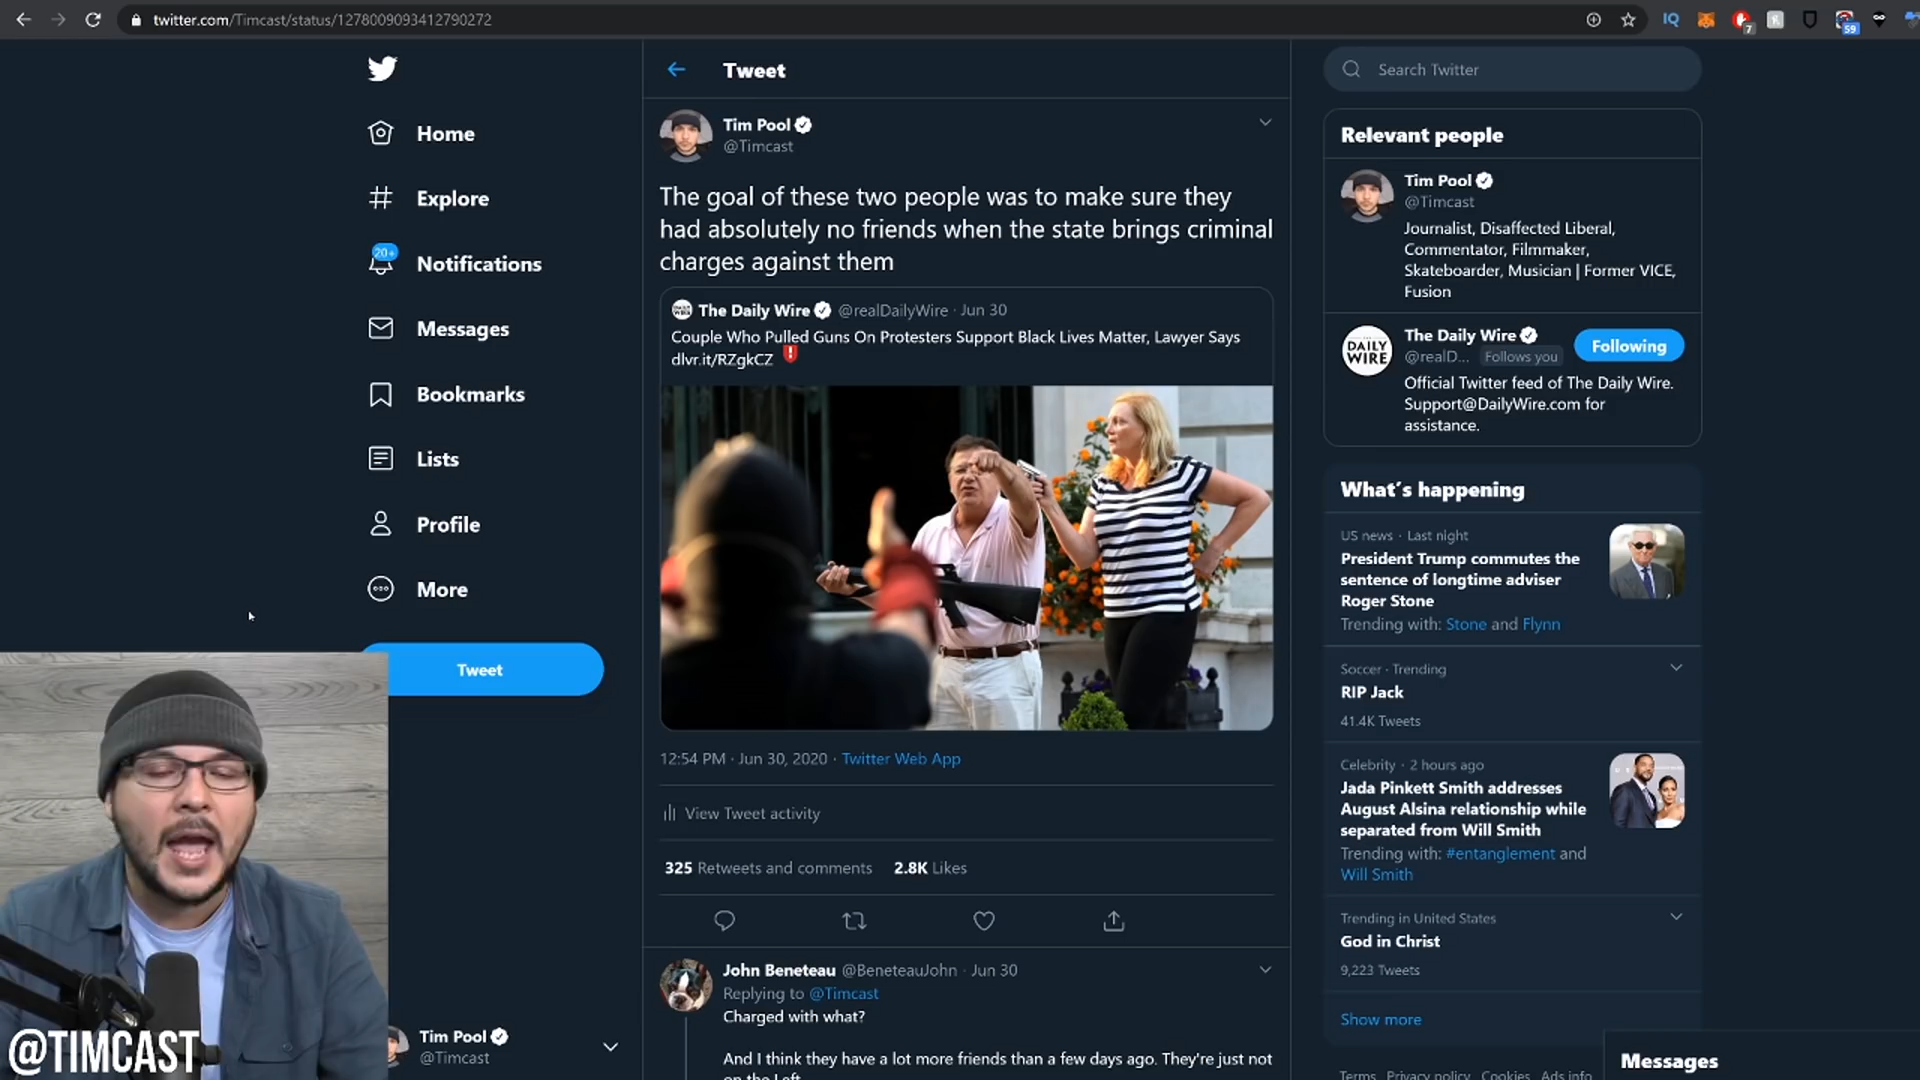 twitter.com/Timcast/status/1278009093412790272
IQ
7
59
Home
Explore
20+
Notifications
Messages
Bookmarks
Lists
Profile
More
Tweet
Tim Pool
@Timcast
@TIMCAST
Tweet
Tim Pool
@Timcast
The goal of these two people was to make sure they
had absolutely no friends when the state brings criminal
charges against them
DAILY WIRE
The Daily Wire @realDailyWire · Jun 30
Couple Who Pulled Guns On Protesters Support Black Lives Matter, Lawyer Says
dlvr.it/RZgkCZ
12:54 PM · Jun 30, 2020 · Twitter Web App
View Tweet activity
325 Retweets and comments 2.8K Likes
John Beneteau @BeneteauJohn · Jun 30
Replying to @Timcast
Charged with what?
And I think they have a lot more friends than a few days ago. They're just not
on the Left
Search Twitter
Relevant people
Tim Pool
@Timcast
Journalist, Disaffected Liberal,
Commentator, Filmmaker,
Skateboarder, Musician | Former VICE,
Fusion
DAILY
WIRE
The Daily Wire
@realD... Follows you
Following
Official Twitter feed of The Daily Wire.
Support@DailyWire.com for
assistance.
What's happening
US news · Last night
President Trump commutes the
sentence of longtime adviser
Roger Stone
Trending with: Stone and Flynn
Soccer · Trending
RIP Jack
41.4K Tweets
Celebrity · 2 hours ago
Jada Pinkett Smith addresses
August Alsina relationship while
separated from Will Smith
Trending with: #entanglement and
Will Smith
Trending in United States
God in Christ
9,223 Tweets
Show more
Terms Privacy policy Cookies Ads info
Messages